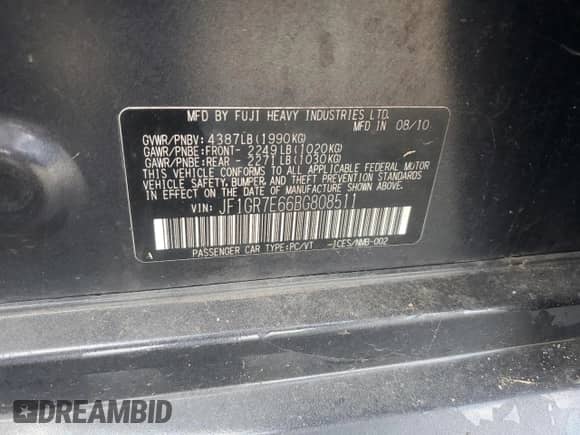 MFD BY FUJI HEAVY INDUSTRIES LTD.
MFD IN 08/10
GVWR/PNBV: 4387LB(1990KG)
GAWR/PNBE:FRONT- 2249LB(1020KG)
GAWR/PNBE:REAR - 2271LB(1030KG)
THIS VEHICLE CONFORMS TO ALL APPLICABLE FEDERAL MOTOR
VEHICLE SAFETY, BUMPER, AND THEFT PREVENTION STANDARDS
IN EFFECT ON THE DATE OF MANUFACTURE SHOWN ABOVE.
VIN: JF1GR7E66BG808511
A PASSENGER CAR TYPE:PC/VT -ICES/NMB-002
DREAMBID